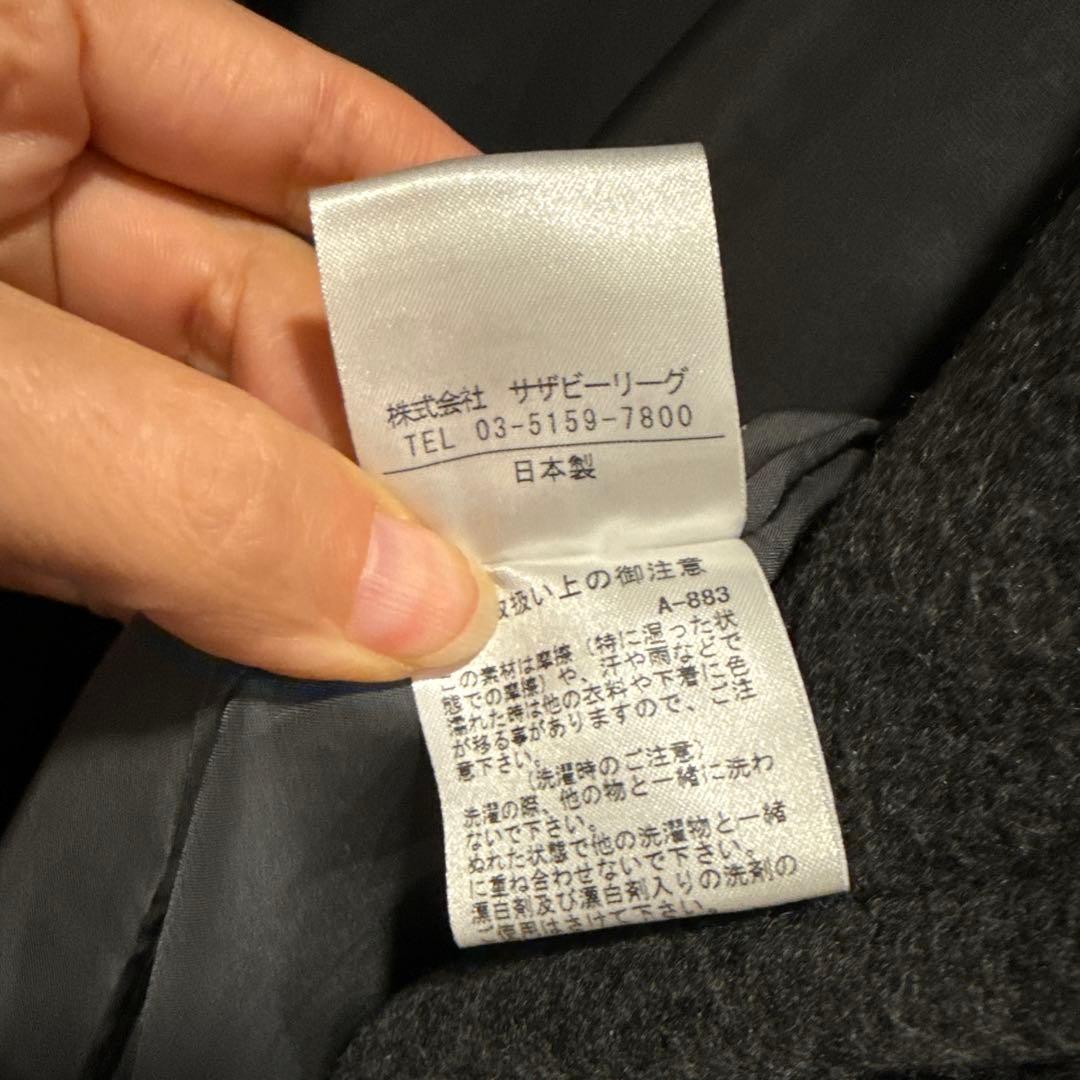 株式会社 サザビーリーグ
TEL 03-5159-7800
日本製
取扱い上の御注意
A-883
この素材は摩擦（特に湿った状
態での摩擦）や、汗や雨などで
濡れた時は他の衣料や下着に色
が移る事がありますので、ご注
意下さい。
（洗濯時のご注意）
洗濯の際、他の物と一緒に洗わ
ないで下さい。
ぬれた状態で他の洗濯物と一緒
に重ね合わせないで下さい。
漂白剤及び漂白剤入りの洗剤の
ご使用はさけて下さい。